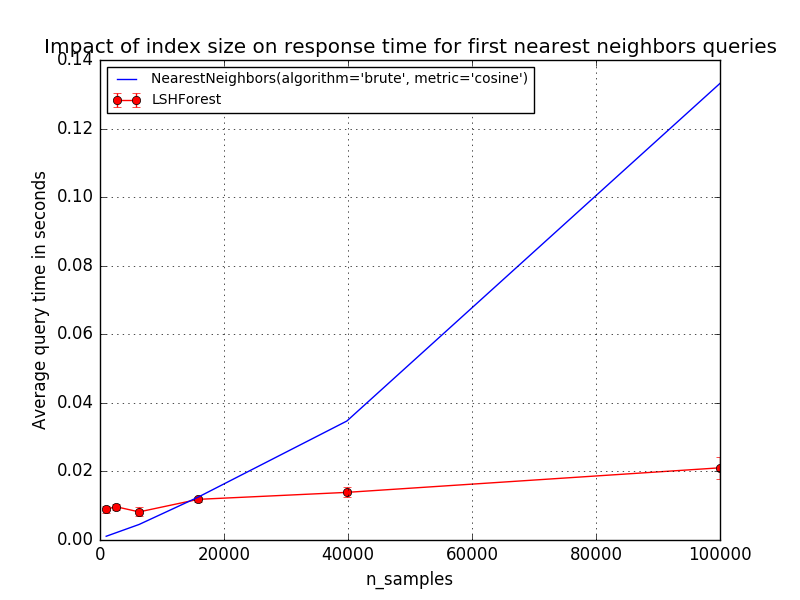 Impact of index size on response time for first nearest neighbors queries
NearestNeighbors(algorithm='brute', metric='cosine')
LSHForest
Average query time in seconds
0.14
0.12
0.10
0.08
0.06
0.04
0.02
0.00
0 20000 40000 60000 80000 100000
n_samples